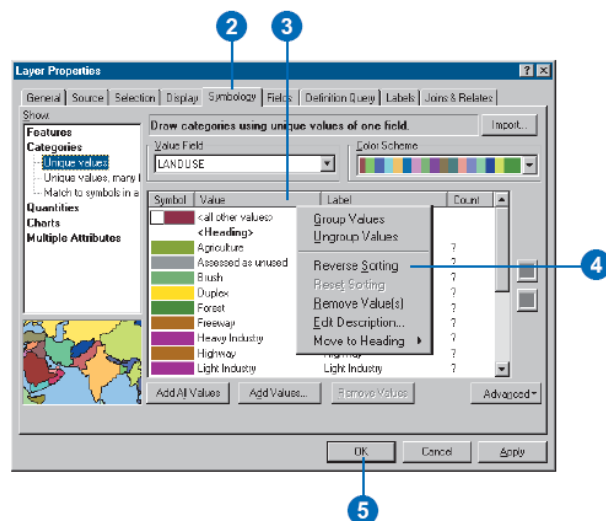 2 3
Layer Properties
General Source Selection Display Symbology Fields Definition Query Labels Joins & Relates
Show:
Features
Categories
Unique values
Unique values, many f
Match to symbols in a
Quantities
Charts
Multiple Attributes
Draw categories using unique values of one field.
Import...
Value Field
LANDUSE
Color Scheme
Symbol Value Label Count
<all other values>
<Heading>
Agriculture ?
Assessed as unused ?
Brush ?
Duplex ?
Forest ?
Freeway ?
Heavy Industry ?
Highway Highway ?
Light Industry Light Industry ?
Group Values
Ungroup Values
Reverse Sorting
Reset Sorting
Remove Value(s)
Edit Description...
Move to Heading
4
Add All Values Add Values... Remove Values Advanced
OK Cancel Apply
5